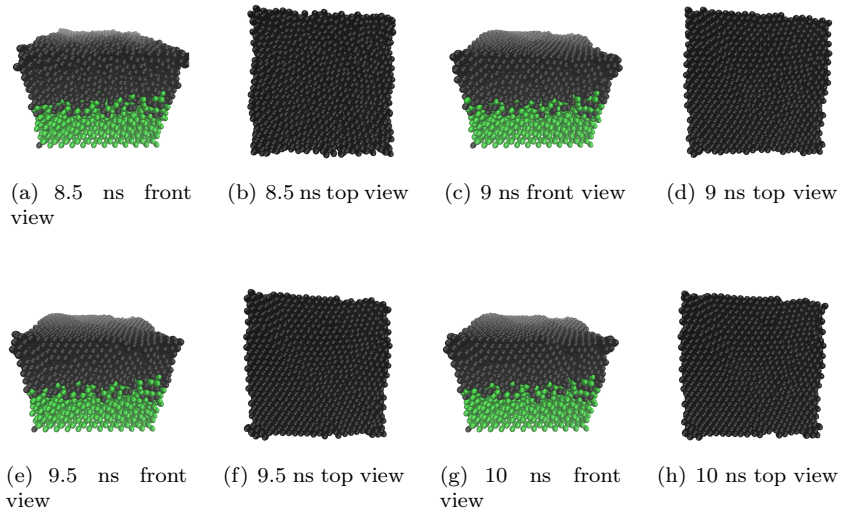 (a) 8.5 ns front
view
(b) 8.5 ns top view
(c) 9 ns front view
(d) 9 ns top view
(e) 9.5 ns front
view
(f) 9.5 ns top view
(g) 10 ns front
view
(h) 10 ns top view